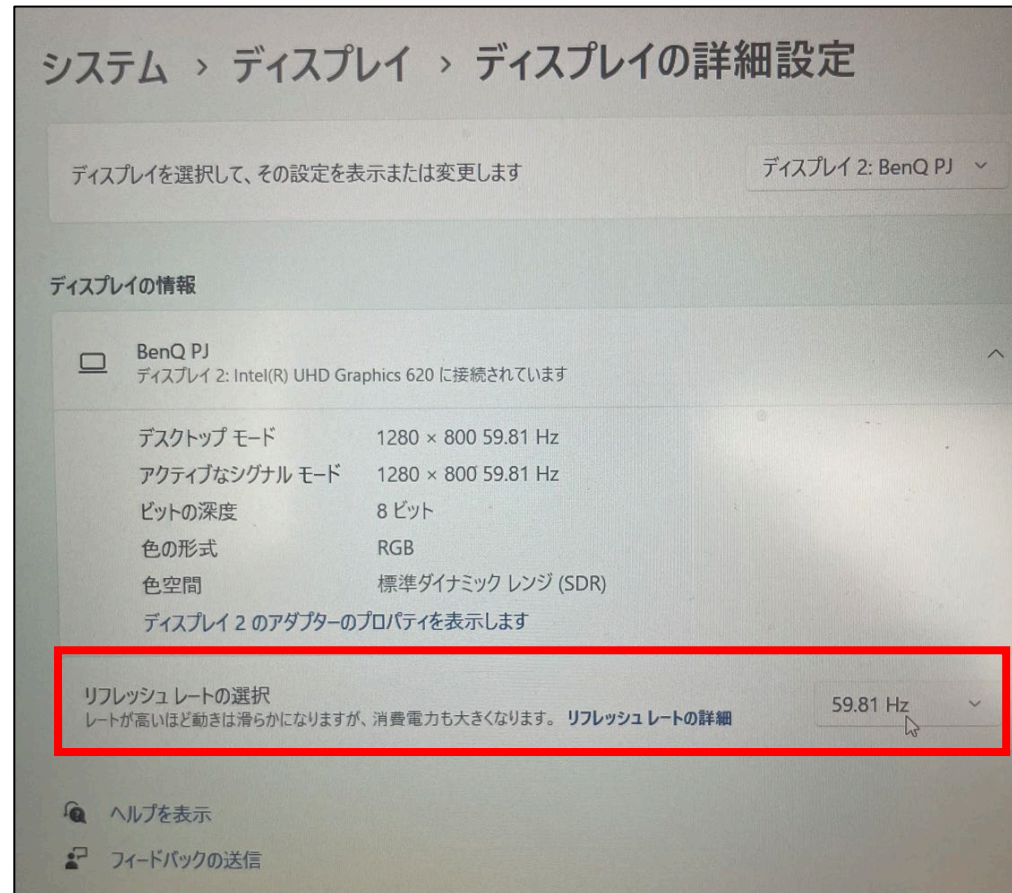 システム › ディスプレイ › ディスプレイの詳細設定
ディスプレイを選択して、その設定を表示または変更します
ディスプレイ 2: BenQ PJ
ディスプレイの情報
BenQ PJ
ディスプレイ 2: Intel(R) UHD Graphics 620 に接続されています
デスクトップ モード 1280 × 800 59.81 Hz
アクティブなシグナル モード 1280 × 800 59.81 Hz
ビットの深度 8 ビット
色の形式 RGB
色空間 標準ダイナミック レンジ (SDR)
ディスプレイ 2 のアダプターのプロパティを表示します
リフレッシュ レートの選択
レートが高いほど動きは滑らかになりますが、消費電力も大きくなります。 リフレッシュ レートの詳細
59.81 Hz
ヘルプを表示
フィードバックの送信